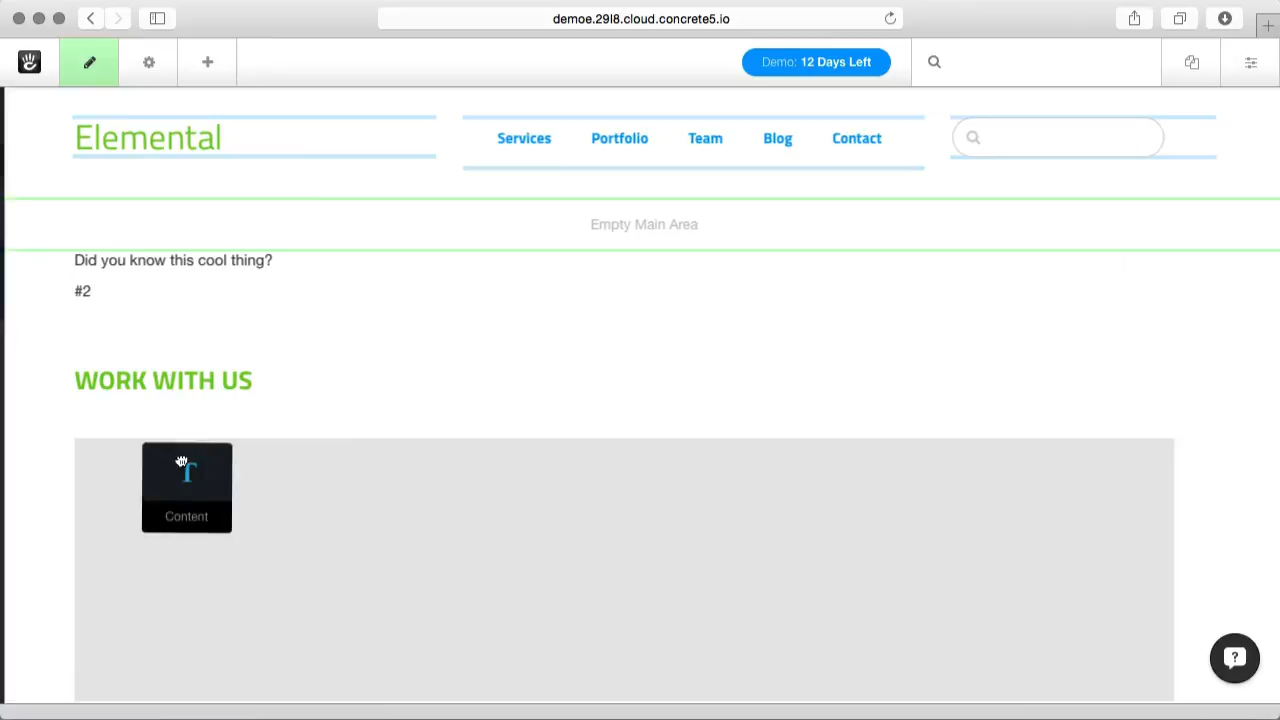 demoe.29l8.cloud.concrete5.io
Demo: 12 Days Left
Elemental
Services Portfolio Team Blog Contact
Empty Main Area
Did you know this cool thing?
#2
WORK WITH US
T
Content